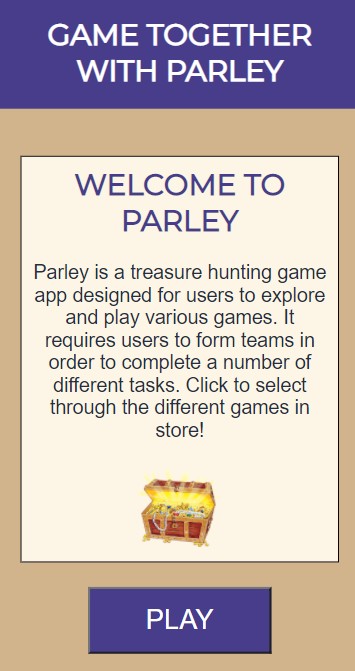 GAME TOGETHER
WITH PARLEY
WELCOME TO
PARLEY
Parley is a treasure hunting game
app designed for users to explore
and play various games. It
requires users to form teams in
order to complete a number of
different tasks. Click to select
through the different games in
store!
PLAY